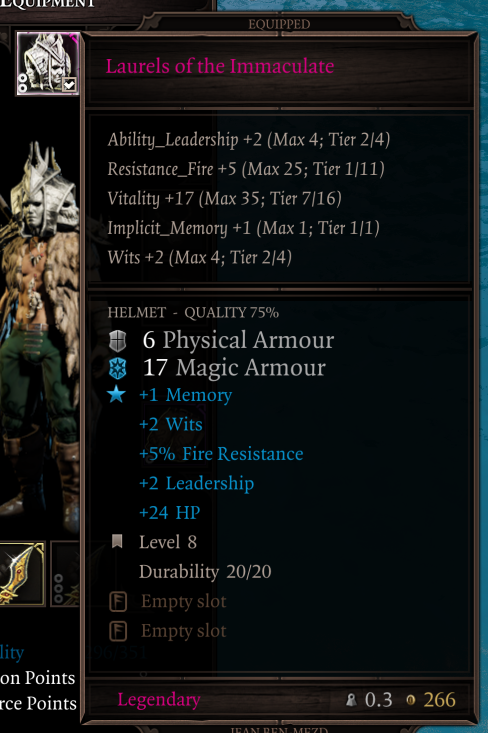 EQUIPMENT
EQUIPPED
Laurels of the Immaculate
Ability_Leadership +2 (Max 4; Tier 2/4)
Resistance_Fire +5 (Max 25; Tier 1/11)
Vitality +17 (Max 35; Tier 7/16)
Implicit_Memory +1 (Max 1; Tier 1/1)
Wits +2 (Max 4; Tier 2/4)
HELMET - QUALITY 75%
6 Physical Armour
17 Magic Armour
+1 Memory
+2 Wits
+5% Fire Resistance
+2 Leadership
+24 HP
Level 8
Durability 20/20
Empty slot
Empty slot
lity
on Points
rce Points
Legendary
0.3
266
JEAN REN-MEZD